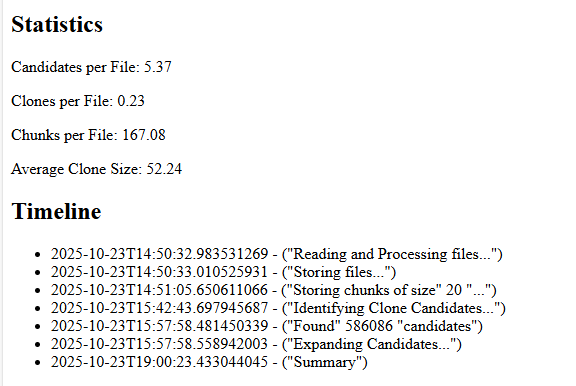 Statistics
Candidates per File: 5.37
Clones per File: 0.23
Chunks per File: 167.08
Average Clone Size: 52.24
Timeline
• 2025-10-23T14:50:32.983531269 - ("Reading and Processing files...")
• 2025-10-23T14:50:33.010525931 - ("Storing files...")
• 2025-10-23T14:51:05.650611066 - ("Storing chunks of size" 20 "...")
• 2025-10-23T15:42:43.697945687 - ("Identifying Clone Candidates...")
• 2025-10-23T15:57:58.481450339 - ("Found" 586086 "candidates")
• 2025-10-23T15:57:58.558942003 - ("Expanding Candidates...")
• 2025-10-23T19:00:23.433044045 - ("Summary")